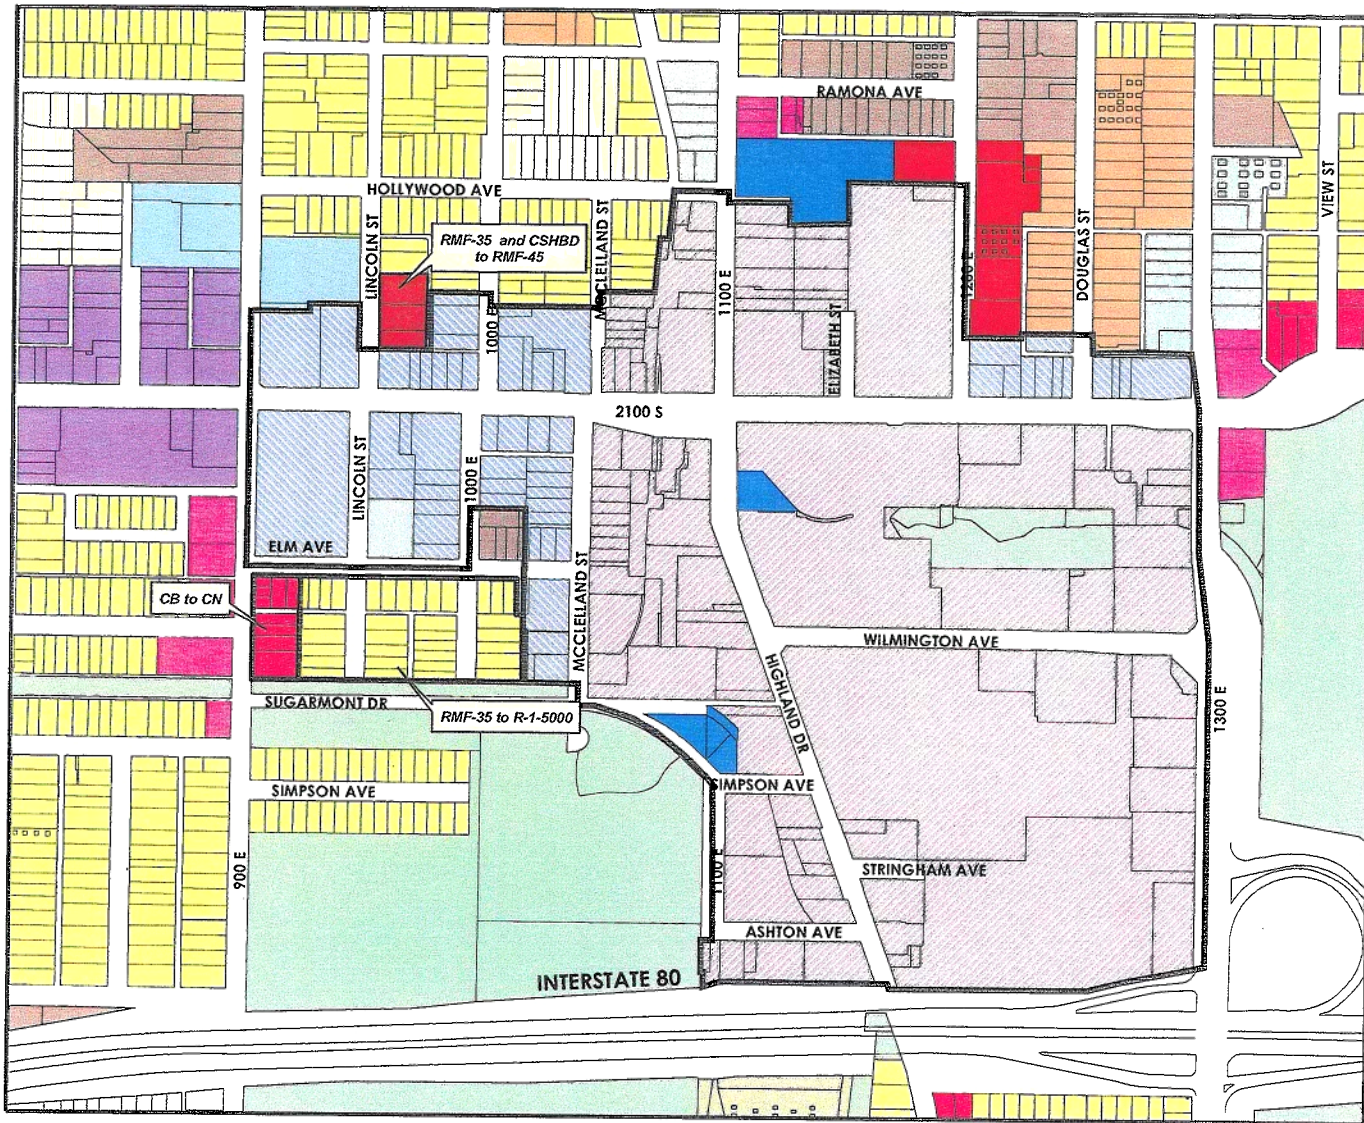 RAMONA AVE
HOLLYWOOD AVE
VIEW ST
LINCOLN ST
RMF-35 and CSHBD
to RMF-45
MCCLELLAND ST
DOUGLAS ST
1100 E
1200 E
1000 E
ELIZABETH ST
2100 S
LINCOLN ST
1000 E
ELM AVE
CB to CN
MCCLELLAND ST
WILMINGTON AVE
HIGHLAND DR
SUGARMONT DR
RMF-35 to R-1-5000
1300 E
SIMPSON AVE
SIMPSON AVE
900 E
1100 E
STRINGHAM AVE
ASHTON AVE
INTERSTATE 80